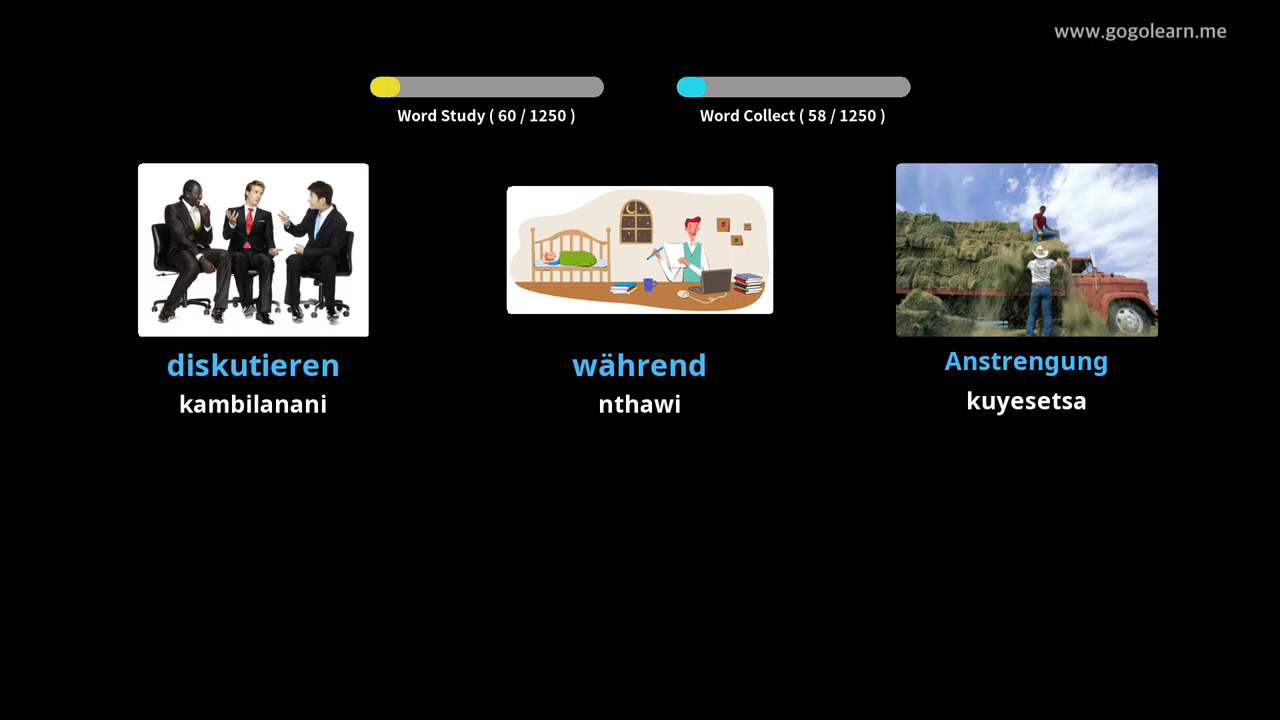 www.gogolearn.me
Word Study ( 60 / 1250 )
Word Collect ( 58 / 1250 )
diskutieren
kambilanani
während
nthawi
Anstrengung
kuyesetsa